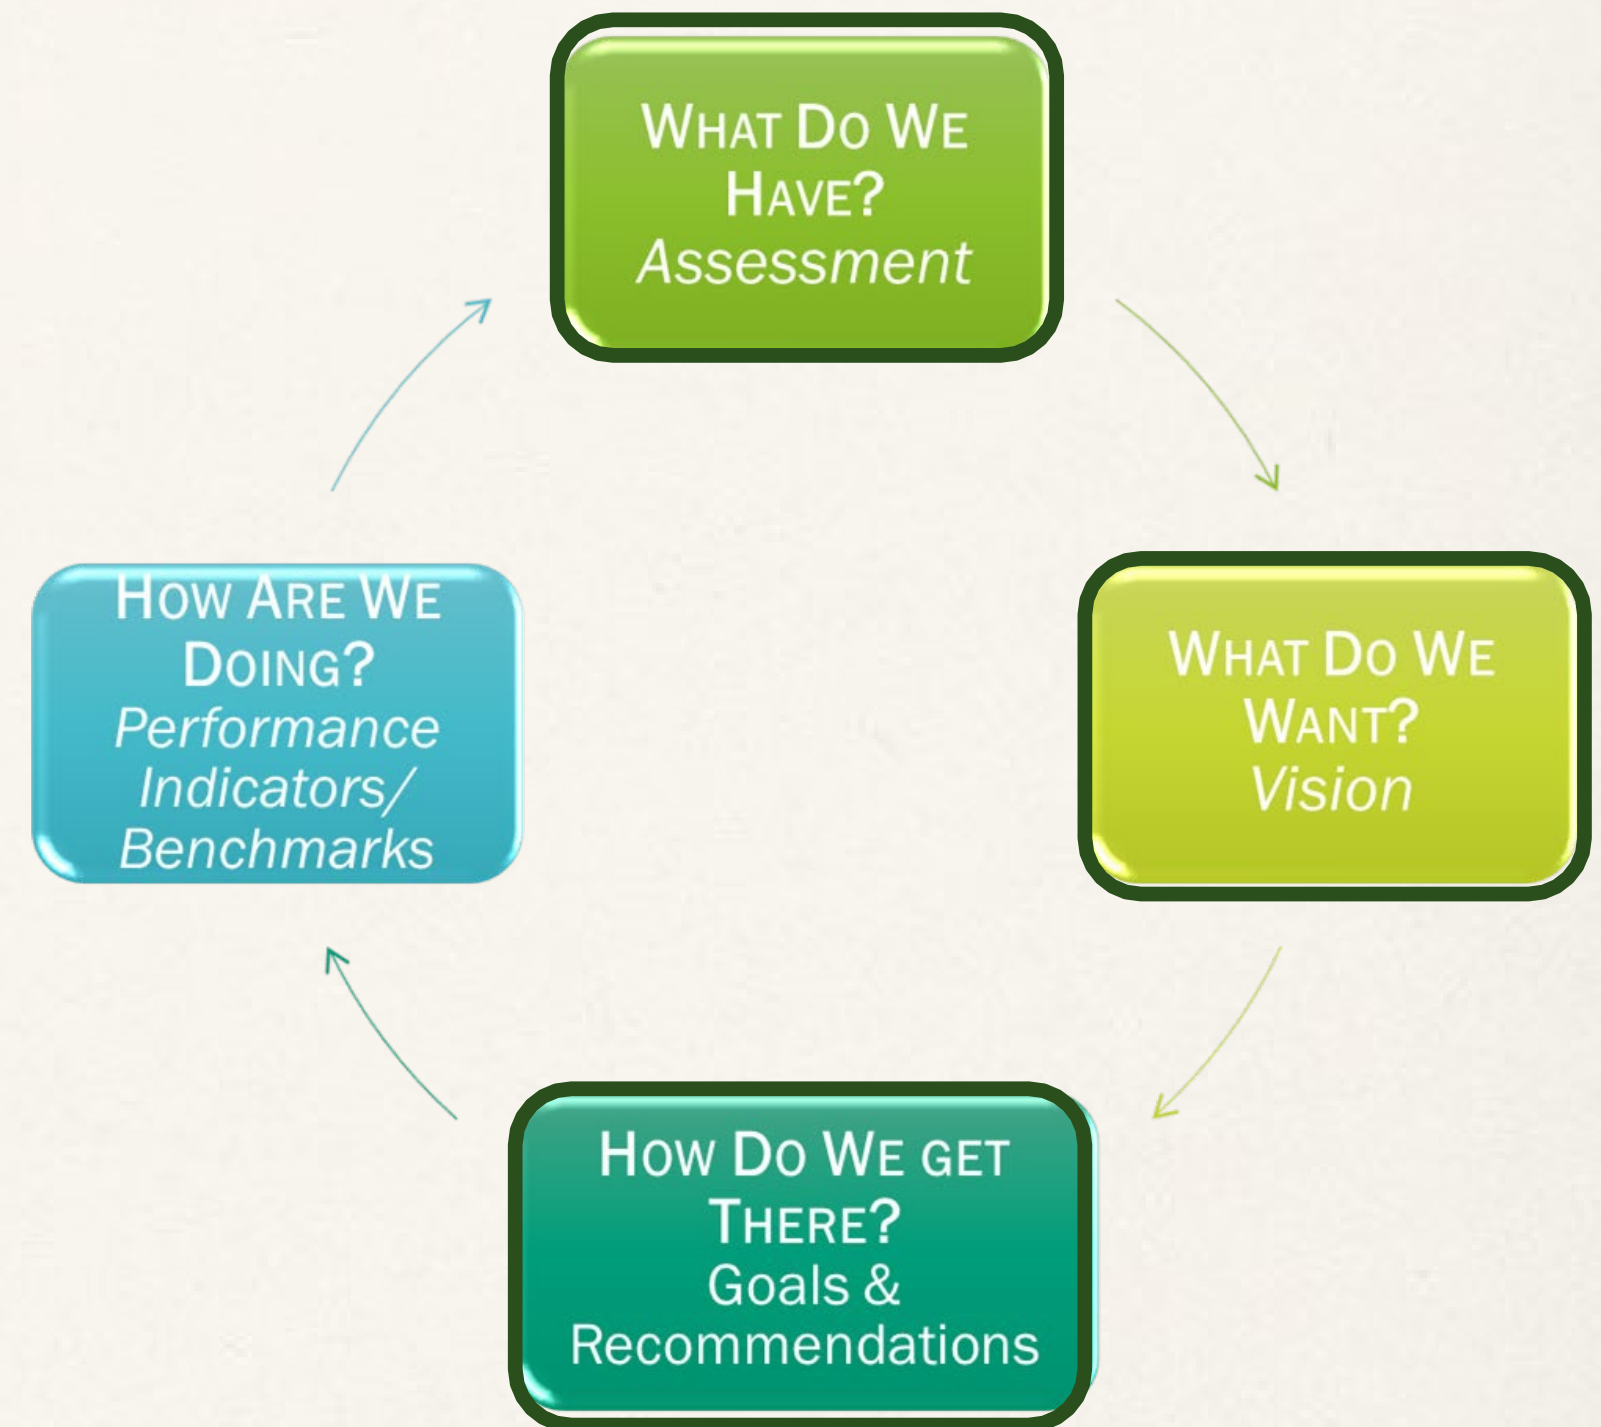 What Do We
Have?
Assessment
What Do We
Want?
Vision
How Do We get
There?
Goals &
Recommendations
How Are We
Doing?
Performance
Indicators/
Benchmarks